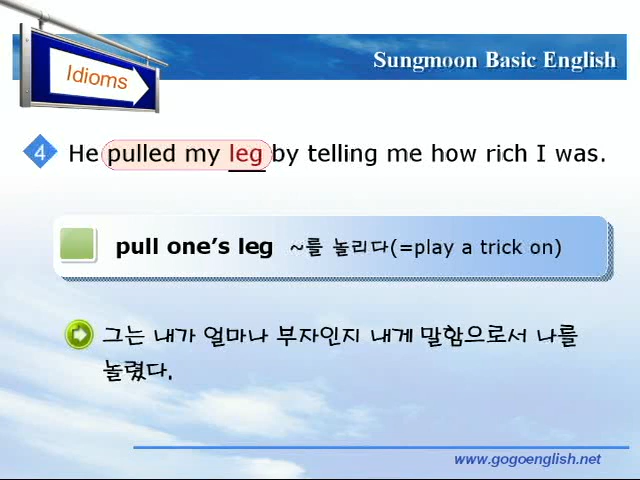 Idioms
Sungmoon Basic English
4 He pulled my leg by telling me how rich I was.
pull one's leg ~를 놀리다(=play a trick on)
그는 내가 얼마나 부자인지 내게 말함으로서 나를
놀렸다.
www.gogoenglish.net